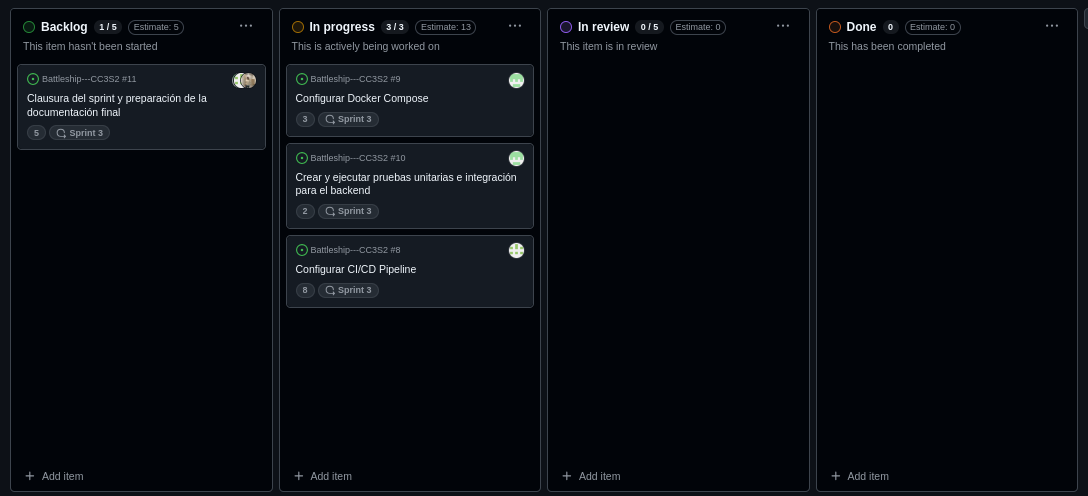 Backlog 1 / 5 Estimate: 5
This item hasn't been started
Battleship---CC3S2 #11
Clausura del sprint y preparación de la
documentación final
5 Sprint 3
Add item
In progress 3 / 3 Estimate: 13
This is actively being worked on
Battleship---CC3S2 #9
Configurar Docker Compose
3 Sprint 3
Battleship---CC3S2 #10
Crear y ejecutar pruebas unitarias e integración
para el backend
2 Sprint 3
Battleship---CC3S2 #8
Configurar CI/CD Pipeline
8 Sprint 3
Add item
In review 0 / 5 Estimate: 0
This item is in review
Add item
Done 0 Estimate: 0
This has been completed
Add item